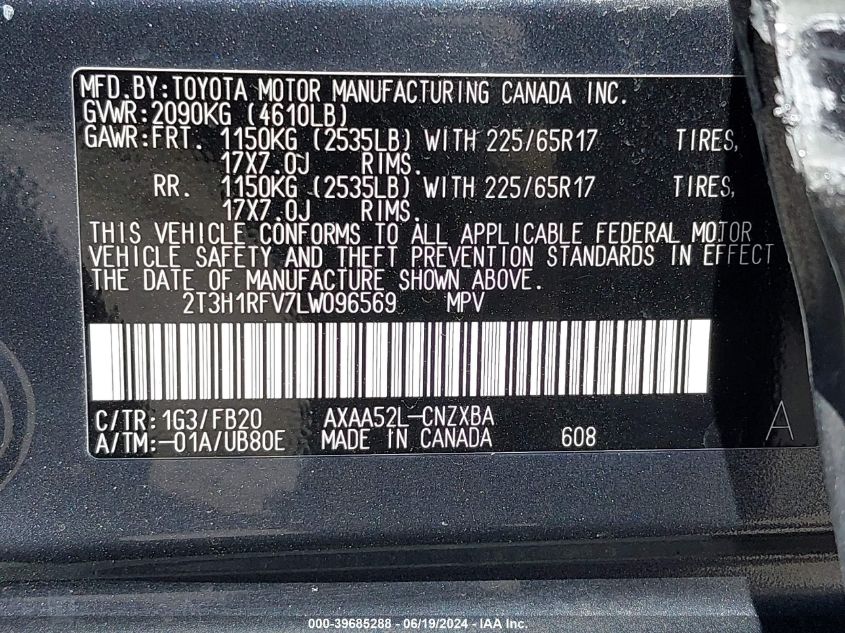 MFD.BY:TOYOTA MOTOR MANUFACTURING CANADA INC.
GVWR:2090KG (4610LB)
GAWR:FRT. 1150KG (2535LB) WITH 225/65R17 TIRES,
17X7.0J RIMS.
RR. 1150KG (2535LB) WITH 225/65R17 TIRES,
17X7.0J RIMS.
THIS VEHICLE CONFORMS TO ALL APPLICABLE FEDERAL MOTOR
VEHICLE SAFETY AND THEFT PREVENTION STANDARDS IN EFFECT
THE DATE OF MANUFACTURE SHOWN ABOVE.
2T3H1RFV7LW096569 MPV
C/TR:1G3/FB20 AXAA52L-CNZXBA
A/TM:-01A/UB80E MADE IN CANADA 608 A
000-39685288 - 06/19/2024 - IAA Inc.